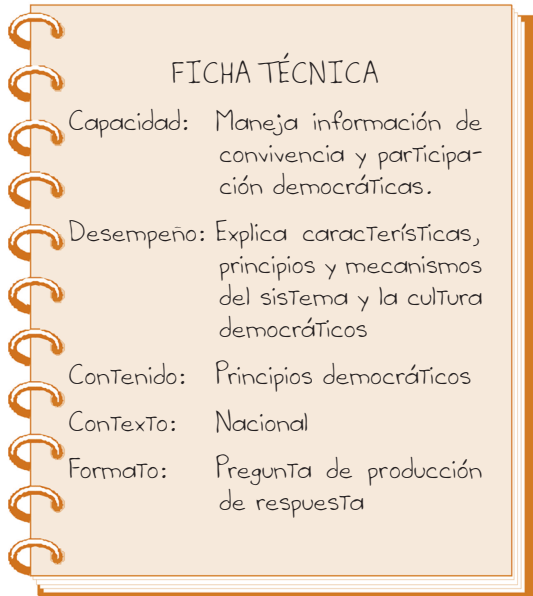 FICHA TÉCNICA
Capacidad: Maneja información de
convivencia y participa-
ción democráticas.
Desempeño: Explica características,
principios y mecanismos
del sistema y la cultura
democráticos
Contenido: Principios democráticos
Contexto: Nacional
Formato: Pregunta de producción
de respuesta